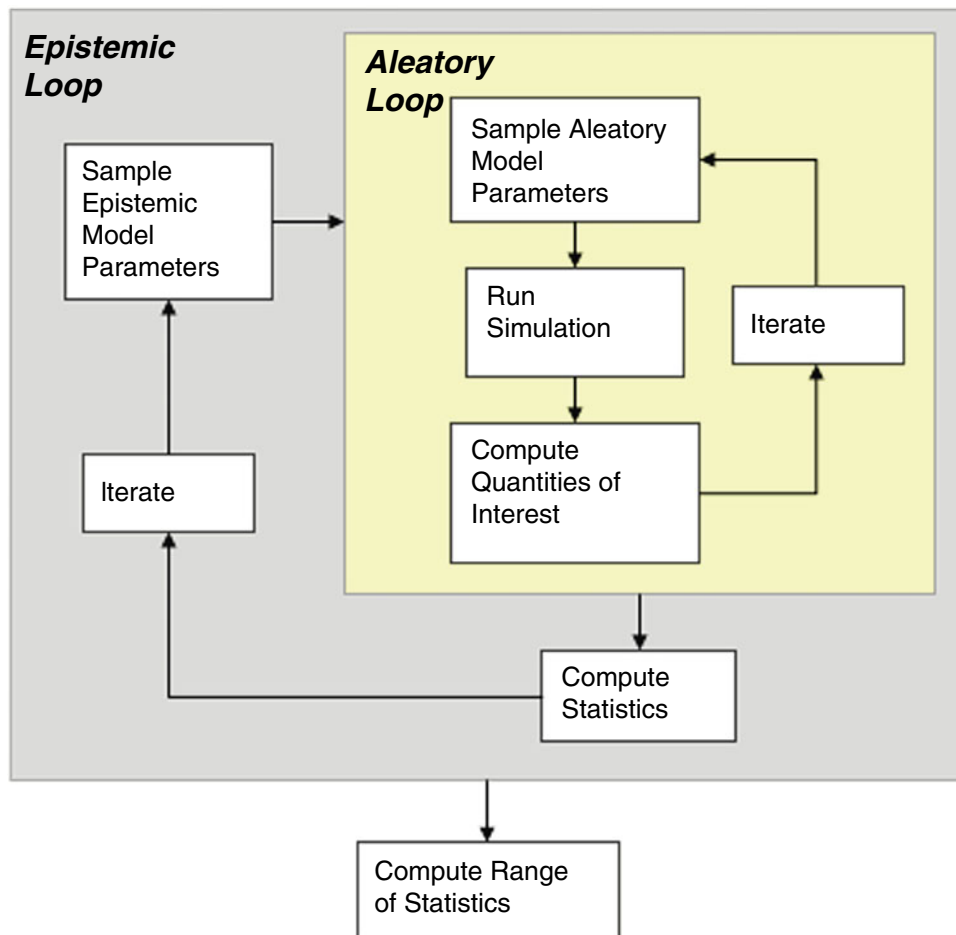 Epistemic
Loop
Aleatory
Loop
Sample Aleatory
Model
Parameters
Sample
Epistemic
Model
Parameters
Run
Simulation
Iterate
Compute
Quantities of
Interest
Iterate
Compute
Statistics
Compute Range
of Statistics